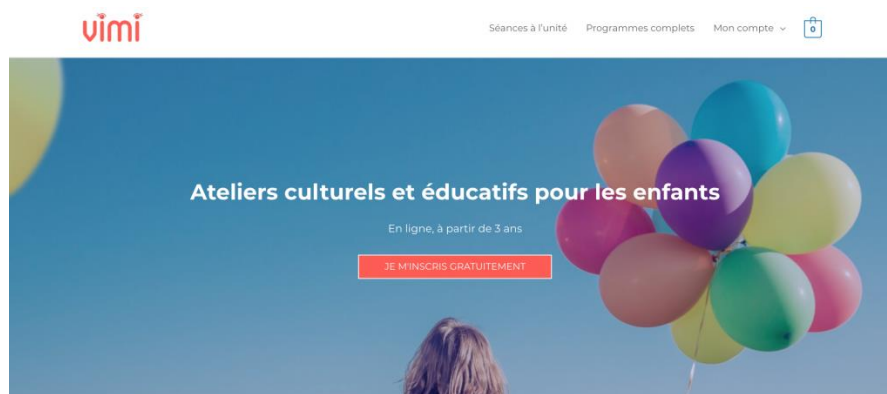 vimi
Séances à l'unité Programmes complets Mon compte
0
Ateliers culturels et éducatifs pour les enfants
En ligne, à partir de 3 ans
JE M'INSCRIS GRATUITEMENT